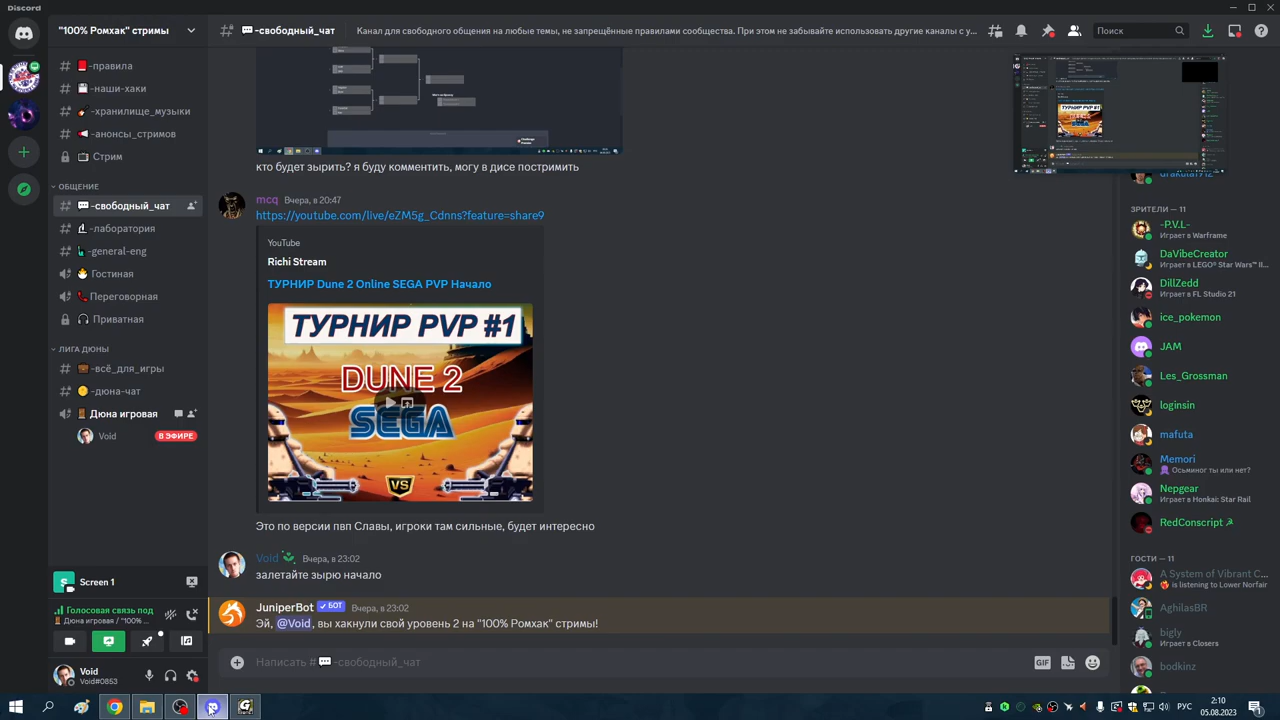 Discord
"100% Ромхак" стримы
-свободный_чат
Канал для свободного общения на любые темы, не запрещённые правилами сообщества. При этом не забывайте использовать другие каналы с у...
Поиск
-правила
-наши-хаки
-хранилище_музыки
-анонсы_стримов
Стрим
ОБЩЕНИЕ
-свободный_чат
-лаборатория
-general-eng
Гостиная
Переговорная
Приватная
ЛИГА ДЮНЫ
-всё_для_игры
-дюна-чат
Дюна игровая
Void
В ЭФИРЕ
Screen 1
Голосовая связь под
Дюна игровая / "100% ...
Void
Void#0853
кто будет зырить? я буду комментить, могу в дисе постримить
mcq Вчера, в 20:47
https://youtube.com/live/eZM5g_Cdnns?feature=share9
YouTube
Richi Stream
ТУРНИР Dune 2 Online SEGA PVP Начало
ТУРНИР PVP #1
DUNE 2
SEGA
VS
Это по версии пвп Славы, игроки там сильные, будет интересно
Void Вчера, в 23:02
залетайте зырю начало
JuniperBot БОТ Вчера, в 23:02
Эй, @Void, вы хакнули свой уровень 2 на "100% Ромхак" стримы!
Написать #-свободный_чат
GIF
drakula1912
ЗРИТЕЛИ — 11
-P.V.L-
Играет в Warframe
DaVibeCreator
Играет в LEGO® Star Wars™ II...
DillZedd
Играет в FL Studio 21
ice_pokemon
JAM
Les_Grossman
loginsin
mafuta
Memori
Осьминог ты или нет?
Nepgear
Играет в Honkai: Star Rail
RedConscript ☭
ГОСТИ — 11
A System of Vibrant C...
is listening to Lower Norfair
AghilasBR
bigly
Играет в Closers
bodkinz
РУС
2:10
05.08.2023